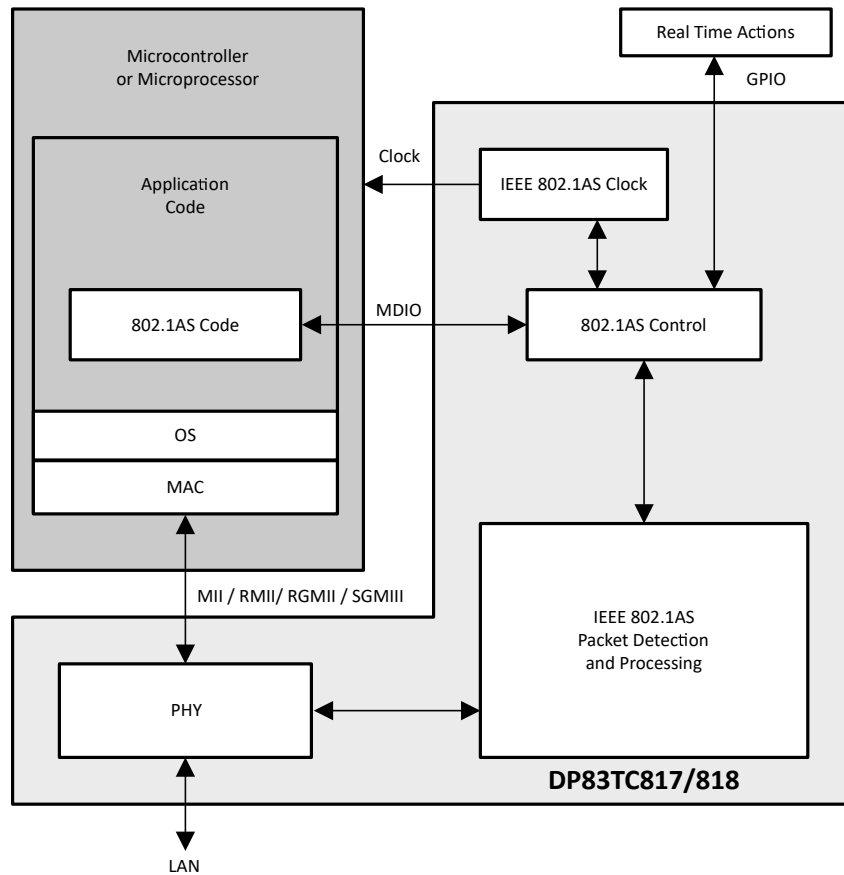 Microcontroller
or Microprocessor
Real Time Actions
GPIO
Clock
IEEE 802.1AS Clock
Application
Code
802.1AS Code
MDIO
802.1AS Control
OS
MAC
MII / RMII/ RGMII / SGMIII
IEEE 802.1AS
Packet Detection
and Processing
PHY
DP83TC817/818
LAN